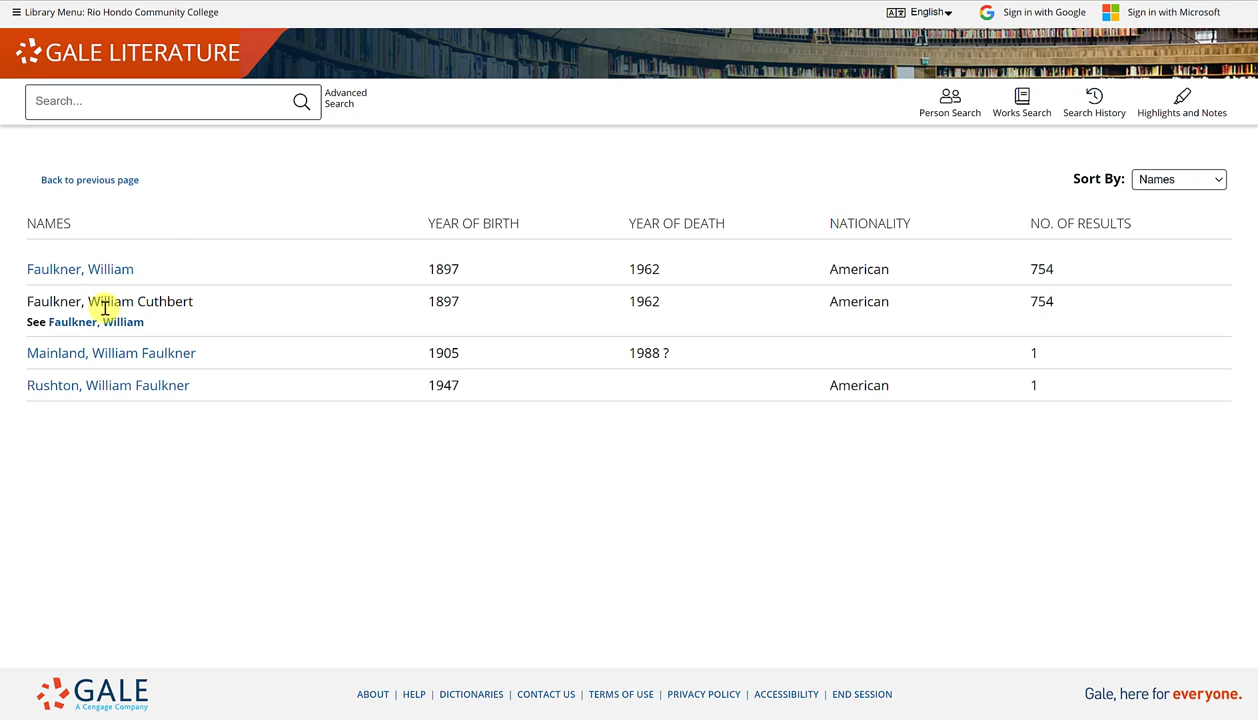 Library Menu: Rio Hondo Community College
English
Sign in with Google
Sign in with Microsoft
GALE LITERATURE
Search...
Advanced
Search
Person Search
Works Search
Search History
Highlights and Notes
Back to previous page
Sort By: Names
NAMES YEAR OF BIRTH YEAR OF DEATH NATIONALITY NO. OF RESULTS
Faulkner, William 1897 1962 American 754
Faulkner, William Cuthbert 1897 1962 American 754
See Faulkner, William
Mainland, William Faulkner 1905 1988 ? 1
Rushton, William Faulkner 1947 American 1
GALE
A Cengage Company
ABOUT | HELP | DICTIONARIES | CONTACT US | TERMS OF USE | PRIVACY POLICY | ACCESSIBILITY | END SESSION
Gale, here for everyone.